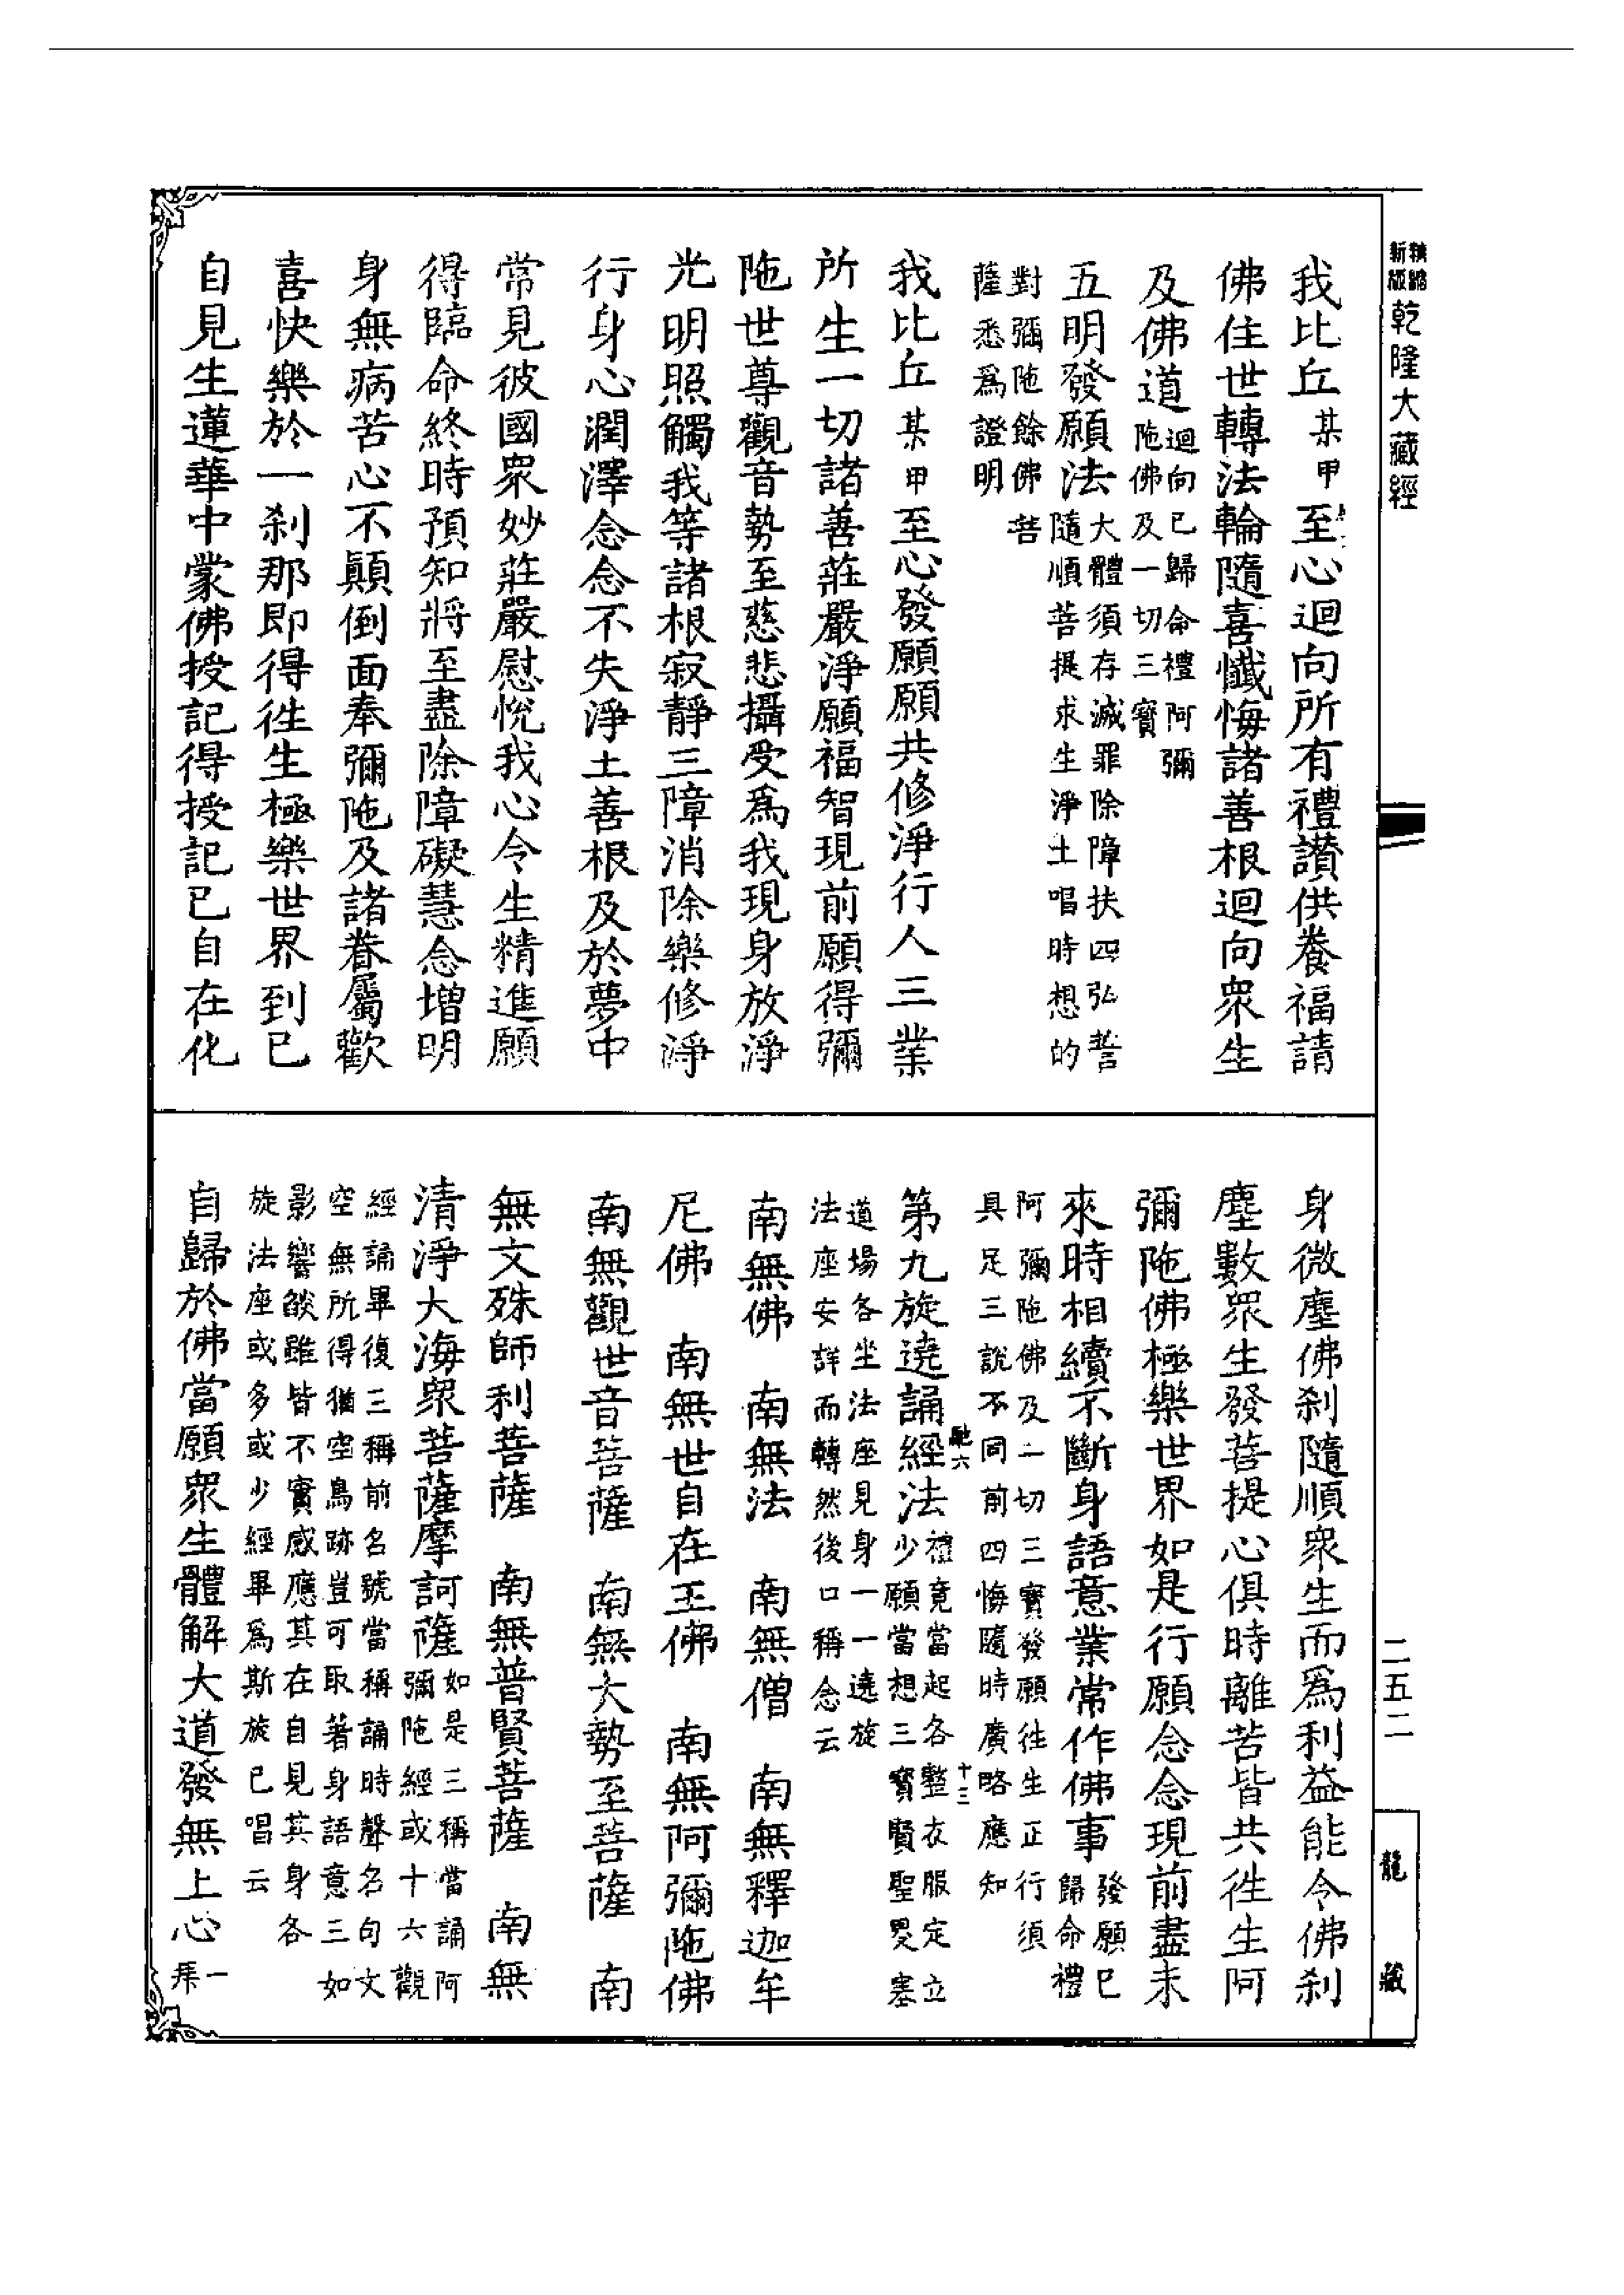 精縮
新版
乾隆大藏經
我比丘某甲至心迴向所有禮讚供養福請
佛住世轉法輪隨喜懺悔諸善根迴向眾生
及佛道迴向已歸命禮阿彌
陀佛及一切三寶
五明發願法大體須存滅罪除障扶四弘誓
隨順菩提求生淨土唱時想的
對彌陀餘佛菩
薩悉爲證明
我比丘某甲至心發願願共修淨行人三業
所生一切諸善莊嚴淨願福智現前願得彌
陀世尊觀音勢至慈悲攝受爲我現身放淨
光明照觸我等諸根寂靜三障消除樂修淨
行身心潤澤念念不失淨土善根及於夢中
常見彼國眾妙莊嚴慰悅我心令生精進願
得臨命終時預知將至盡除障礙慧念增明
身無病苦心不顛倒面奉彌陀及諸眷屬歡
喜快樂於一剎那即得徃生極樂世界到已
自見生蓮華中蒙佛授記得授記已自在化
身微塵佛剎隨順眾生而爲利益能令佛剎
塵數眾生發菩提心俱時離苦皆共徃生阿
彌陀佛極樂世界如是行願念念現前盡未
來時相續不斷身語意業常作佛事發願已
歸命禮
阿彌陀佛及一切三寶發願往生正行須
具足三說不同前四悔隨時廣略應知
第九旋遶誦經法禮竟當起各整衣服定立
少願當想三寶賢聖畟塞
道場各坐法座見身一一遶旋
法座安詳而轉然後口稱念云
馳六
十三
南無佛　南無法　南無僧　南無釋迦牟
尼佛　南無世自在王佛　南無阿彌陀佛
南無觀世音菩薩　南無大勢至菩薩　南
無文殊師利菩薩　南無普賢菩薩　南無
清淨大海眾菩薩摩訶薩如是三稱當誦阿
彌陀經或十六觀
經誦畢復三稱前名號當稱誦時聲名句文
空無所得猶空鳥跡豈可取著身語意三如
影響燄雖皆不實感應其在自見其身各
旋法座或多或少經畢爲斯旋已唱云
自歸於佛當願眾生體解大道發無上心一
拜
二五二
龍藏